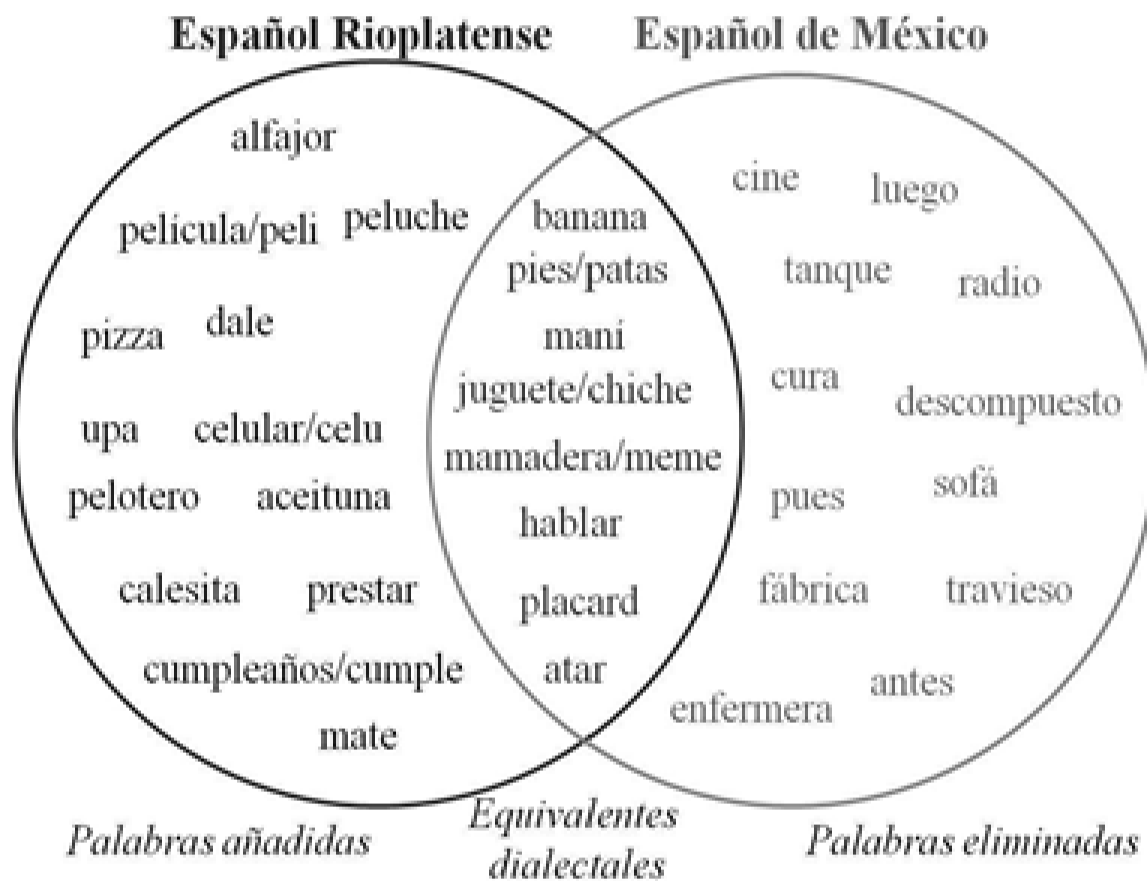 Español Rioplatense
Español de México
alfajor
pelicula/peli
peluche
pizza
dale
upa
celular/celu
pelotero
aceituna
calesita
prestar
cumpleaños/cumple
mate
banana
pies/patas
mani
juguete/chiche
mamadera/meme
hablar
placard
atar
cine
luego
tanque
radio
cura
descompuesto
pues
sofá
fábrica
travieso
antes
enfermera
Palabras añadidas
Equivalentes
dialectales
Palabras eliminadas